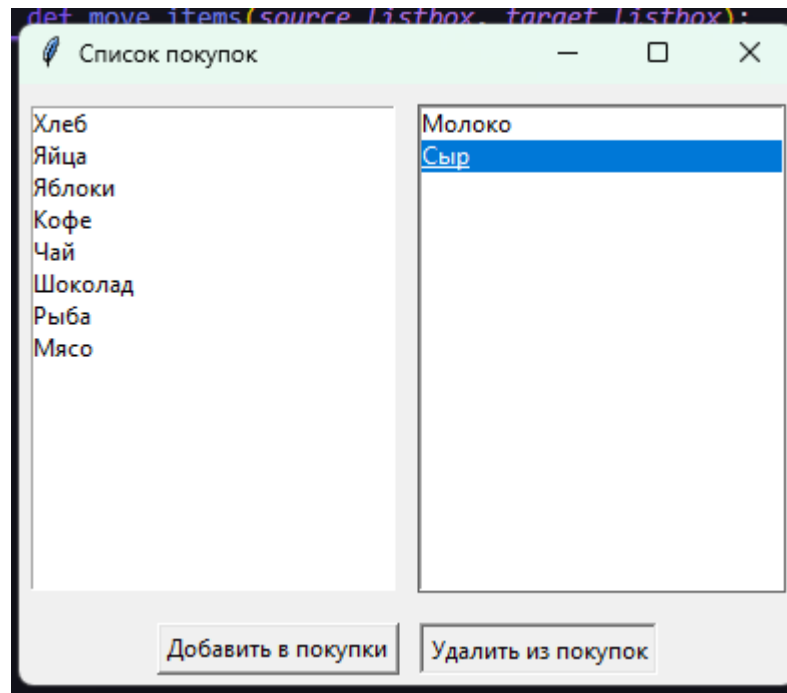 def move_items(source_listbox, target_listbox):
Список покупок
Хлеб
Яйца
Яблоки
Кофе
Чай
Шоколад
Рыба
Мясо
Молоко
Сыр
Добавить в покупки
Удалить из покупок